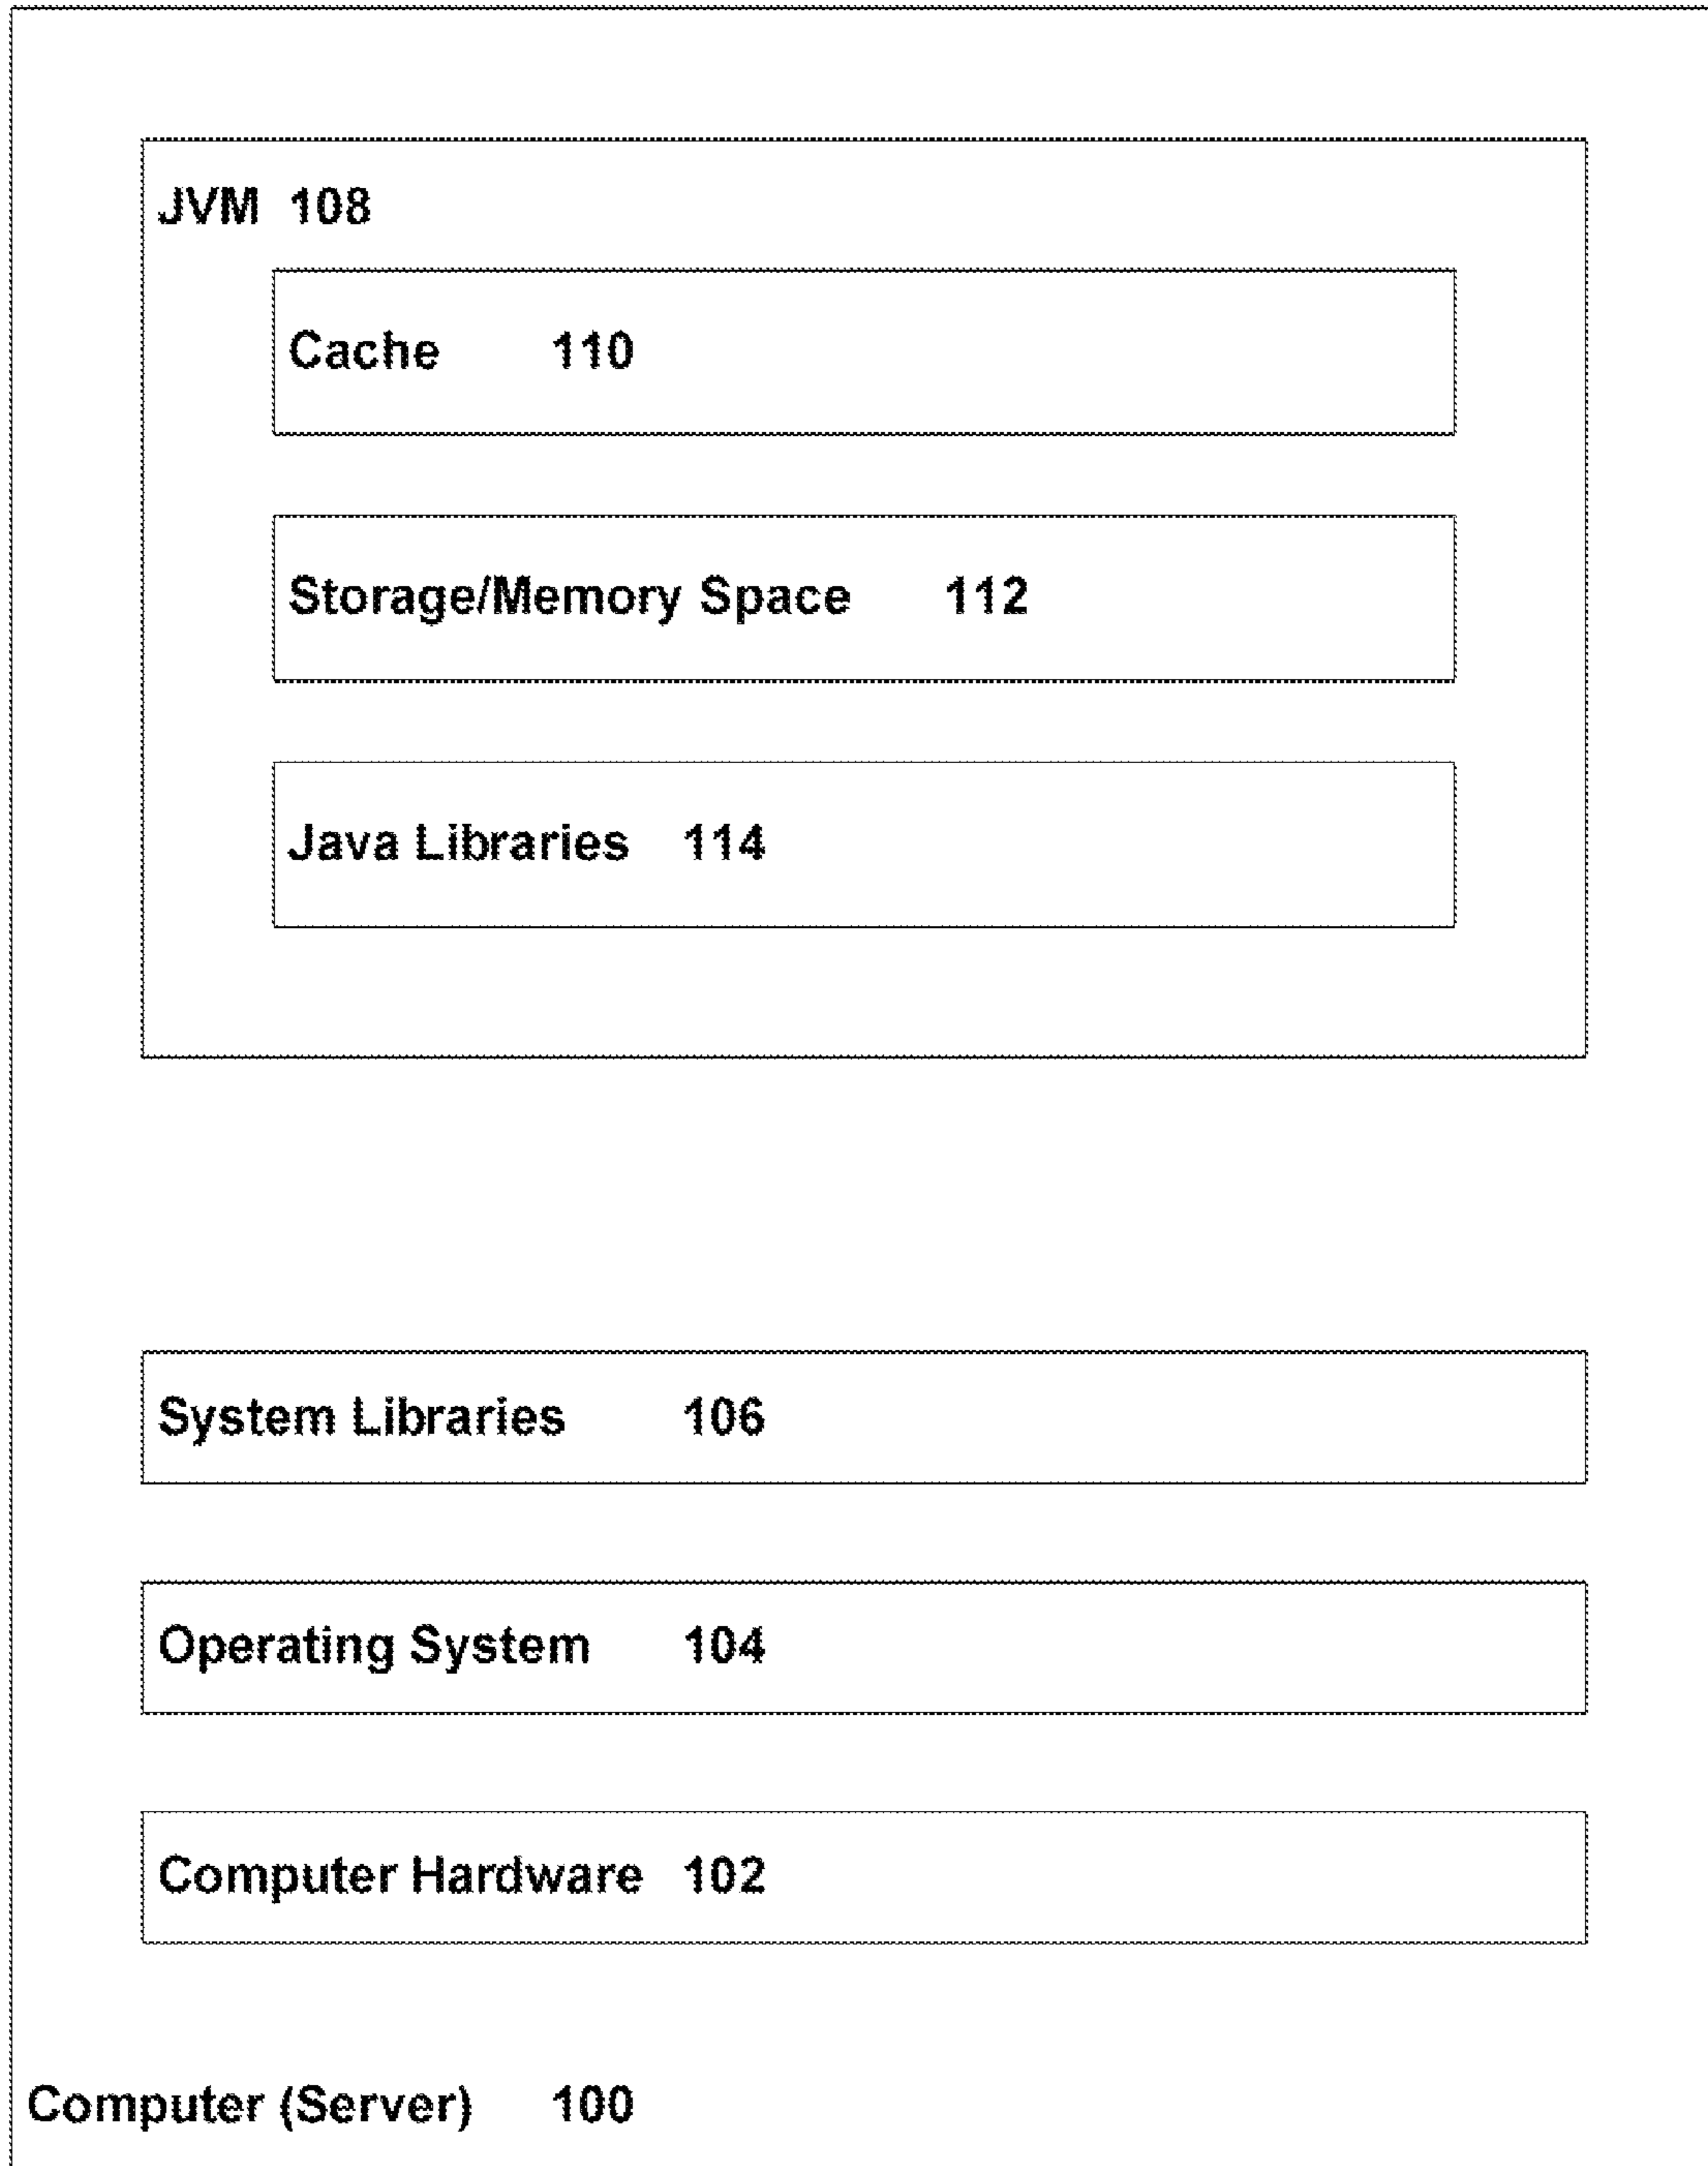 JVM 108
Cache 110
Storage/Memory Space 112
Java Libraries 114
System Libraries 106
Operating System 104
Computer Hardware 102
Computer (Server) 100